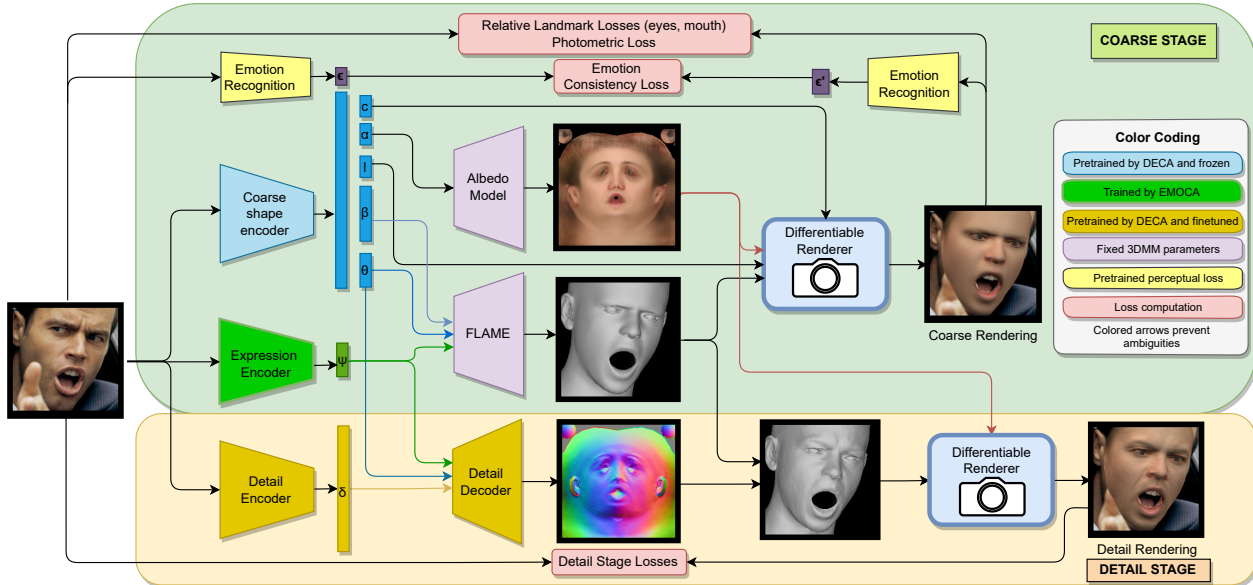 Relative Landmark Losses (eyes, mouth)
Photometric Loss
COARSE STAGE
Emotion
Recognition
ϵ
Emotion
Consistency Loss
ϵ'
Emotion
Recognition
c
α
l
β
θ
Coarse
shape
encoder
Albedo
Model
Differentiable
Renderer
Coarse Rendering
Color Coding
Pretrained by DECA and frozen
Trained by EMOCA
Pretrained by DECA and finetuned
Fixed 3DMM parameters
Pretrained perceptual loss
Loss computation
Colored arrows prevent
ambiguities
Expression
Encoder
ψ
FLAME
Detail
Encoder
δ
Detail
Decoder
Differentiable
Renderer
Detail Rendering
Detail Stage Losses
DETAIL STAGE